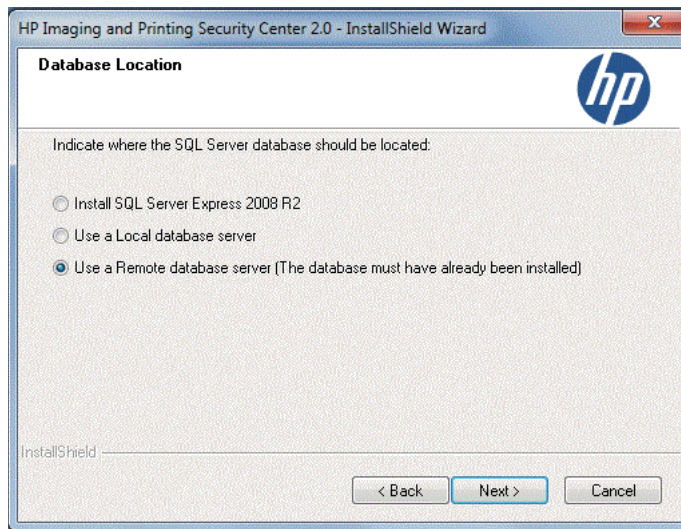 HP Imaging and Printing Security Center 2.0 - InstallShield Wizard
Database Location
hp
Indicate where the SQL Server database should be located:
Install SQL Server Express 2008 R2
Use a Local database server
Use a Remote database server (The database must have already been installed)
InstallShield
< Back Next > Cancel